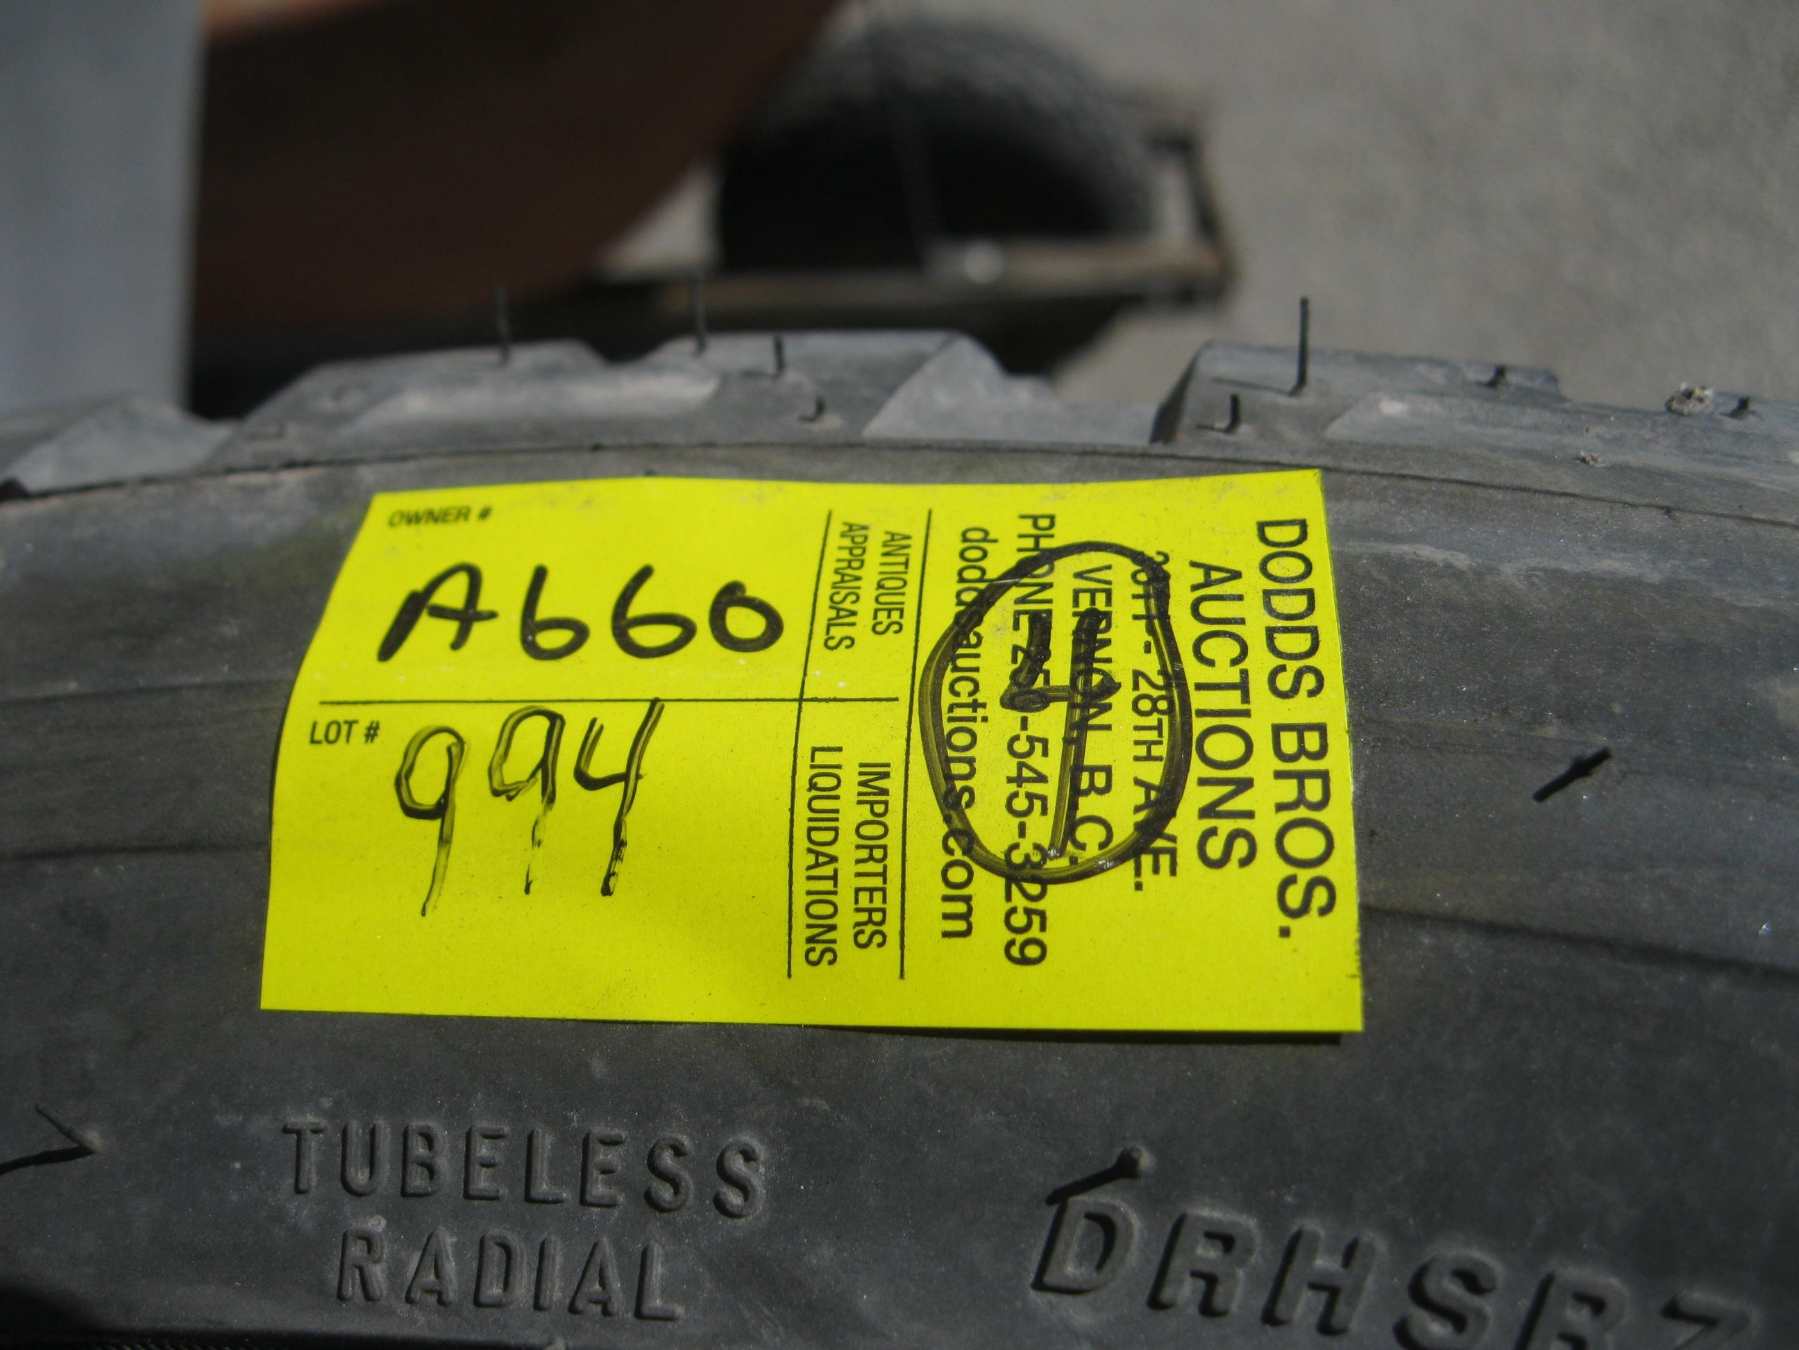 OWNER #
A660
LOT #
994
ANTIQUES
APPRAISALS
IMPORTERS
LIQUIDATIONS
DODDS BROS.
AUCTIONS
28TH AVE.
VERNON, B.C.
PHONE 250-545-3259
doddsauctions.com
4
TUBELESS
RADIAL